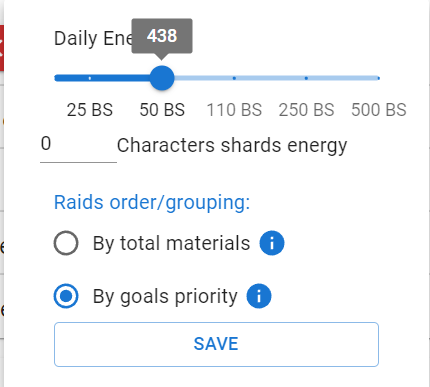 Daily Ene
438
25 BS 50 BS 110 BS 250 BS 500 BS
0 Characters shards energy
Raids order/grouping:
By total materials
By goals priority
SAVE